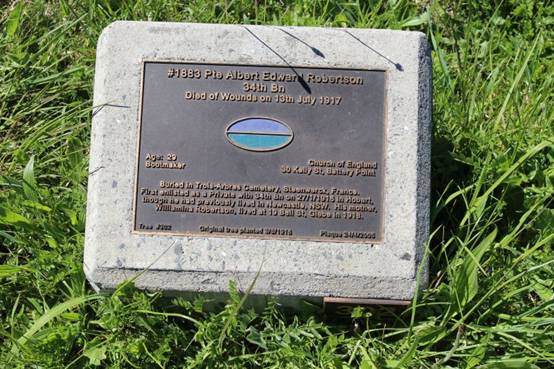 #1883 Pte Albert Edward Robertson
34th Bn
Died of Wounds on 13th July 1917
Age: 29
Bootmaker
Church of England
30 Kelly St, Battery Point
Buried in Trois-Arbres Cemetery, Steenwerck, France.
First enlisted as a Private with 34th Bn on 27/1/1916 in Hobart,
though he had previously lived in Newcastle, NSW. His mother,
Williamina Robertson, lived at 19 Bell St, Glebe in 1918.
Tree #302
Original tree planted 3/8/1918
Plaque 24/4/2005